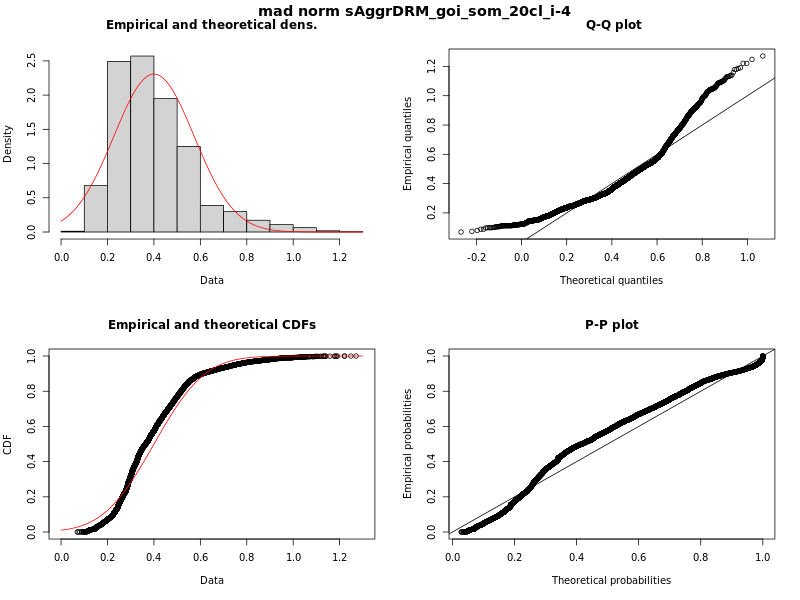 mad norm sAggrDRM_goi_som_20cl_i-4
Empirical and theoretical dens.
Density
0.0 0.5 1.0 1.5 2.0 2.5
0.0 0.2 0.4 0.6 0.8 1.0 1.2
Data
Q-Q plot
Empirical quantiles
0.2 0.4 0.6 0.8 1.0 1.2
-0.2 0.0 0.2 0.4 0.6 0.8 1.0
Theoretical quantiles
Empirical and theoretical CDFs
CDF
0.0 0.2 0.4 0.6 0.8 1.0
0.0 0.2 0.4 0.6 0.8 1.0 1.2
Data
P-P plot
Empirical probabilities
0.0 0.2 0.4 0.6 0.8 1.0
0.0 0.2 0.4 0.6 0.8 1.0
Theoretical probabilities